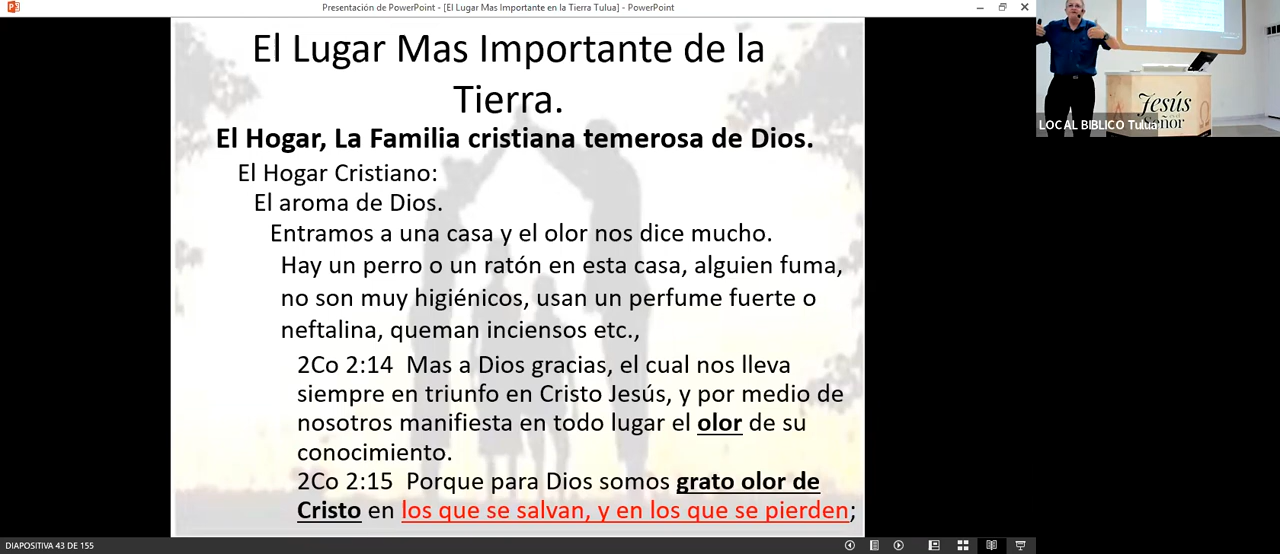 Presentación de PowerPoint - [El Lugar Mas Importante en la Tierra Tulua] - PowerPoint
El Lugar Mas Importante de la
Tierra.
El Hogar, La Familia cristiana temerosa de Dios.
El Hogar Cristiano:
El aroma de Dios.
Entramos a una casa y el olor nos dice mucho.
Hay un perro o un ratón en esta casa, alguien fuma,
no son muy higiénicos, usan un perfume fuerte o
neftalina, queman inciensos etc.,
2Co 2:14 Mas a Dios gracias, el cual nos lleva
siempre en triunfo en Cristo Jesús, y por medio de
nosotros manifiesta en todo lugar el olor de su
conocimiento.
2Co 2:15 Porque para Dios somos grato olor de
Cristo en los que se salvan, y en los que se pierden;
Jesús
LOCAL BIBLICO Tulua
DIAPOSITIVA 43 DE 155